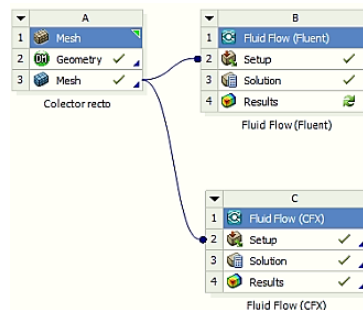 A
1 Mesh
2 Geometry
3 Mesh
Colector recto
B
1 Fluid Flow (Fluent)
2 Setup
3 Solution
4 Results
Fluid Flow (Fluent)
C
1 Fluid Flow (CFX)
2 Setup
3 Solution
4 Results
Fluid Flow (CFX)